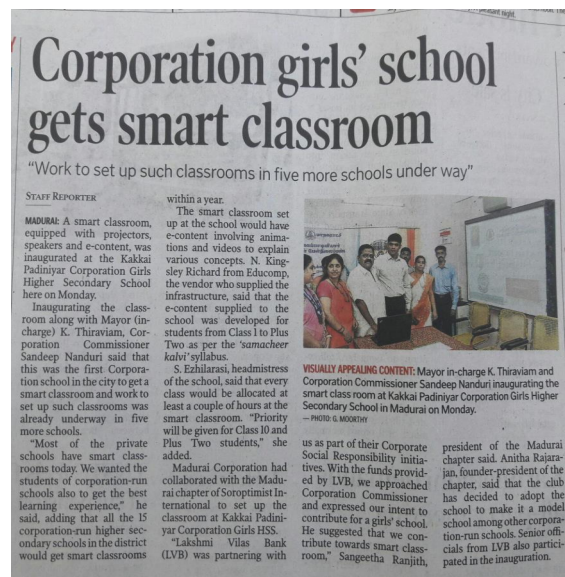 Corporation girls' school
gets smart classroom
"Work to set up such classrooms in five more schools under way"
STAFF REPORTER
MADURAI: A smart classroom,
equipped with projectors,
speakers and e-content, was
inaugurated at the Kakkai
Padiniyar Corporation Girls
Higher Secondary School
here on Monday.
Inaugurating the class-
room along with Mayor (in-
charge) K. Thiraviam, Cor-
poration Commissioner
Sandeep Nanduri said that
this was the first Corpora-
tion school in the city to get a
smart classroom and work to
set up such classrooms was
already underway in five
more schools.
"Most of the private
schools have smart class-
rooms today. We wanted the
students of corporation-run
schools also to get the best
learning experience," he
said, adding that all the 15
corporation-run higher sec-
ondary schools in the district
would get smart classrooms
within a year.
The smart classroom set
up at the school would have
e-content involving anima-
tions and videos to explain
various concepts. N. King-
sley Richard from Educomp,
the vendor who supplied the
infrastructure, said that the
e-content supplied to the
school was developed for
students from Class I to Plus
Two as per the 'samacheer
kalvi' syllabus.
S. Ezhilarasi, headmistress
of the school, said that every
class would be allocated at
least a couple of hours at the
smart classroom. "Priority
will be given for Class 10 and
Plus Two students," she
added.
Madurai Corporation had
collaborated with the Madu-
rai chapter of Soroptimist In-
ternational to set up the
classroom at Kakkai Padini-
yar Corporation Girls HSS.
"Lakshmi Vilas Bank
(LVB) was partnering with
VISUALLY APPEALING CONTENT: Mayor in-charge K. Thiraviam and
Corporation Commissioner Sandeep Nanduri inaugurating the
smart class room at Kakkai Padiniyar Corporation Girls Higher
Secondary School in Madurai on Monday.
— PHOTO: G. MOORTHY
us as part of their Corporate
Social Responsibility initia-
tives. With the funds provid-
ed by LVB, we approached
Corporation Commissioner
and expressed our intent to
contribute for a girls' school.
He suggested that we con-
tribute towards smart class-
room," Sangeetha Ranjith,
president of the Madurai
chapter said. Anitha Rajara-
jan, founder-president of the
chapter, said that the club
has decided to adopt the
school to make it a model
school among other corpora-
tion-run schools. Senior offi-
cials from LVB also partici-
pated in the inauguration.